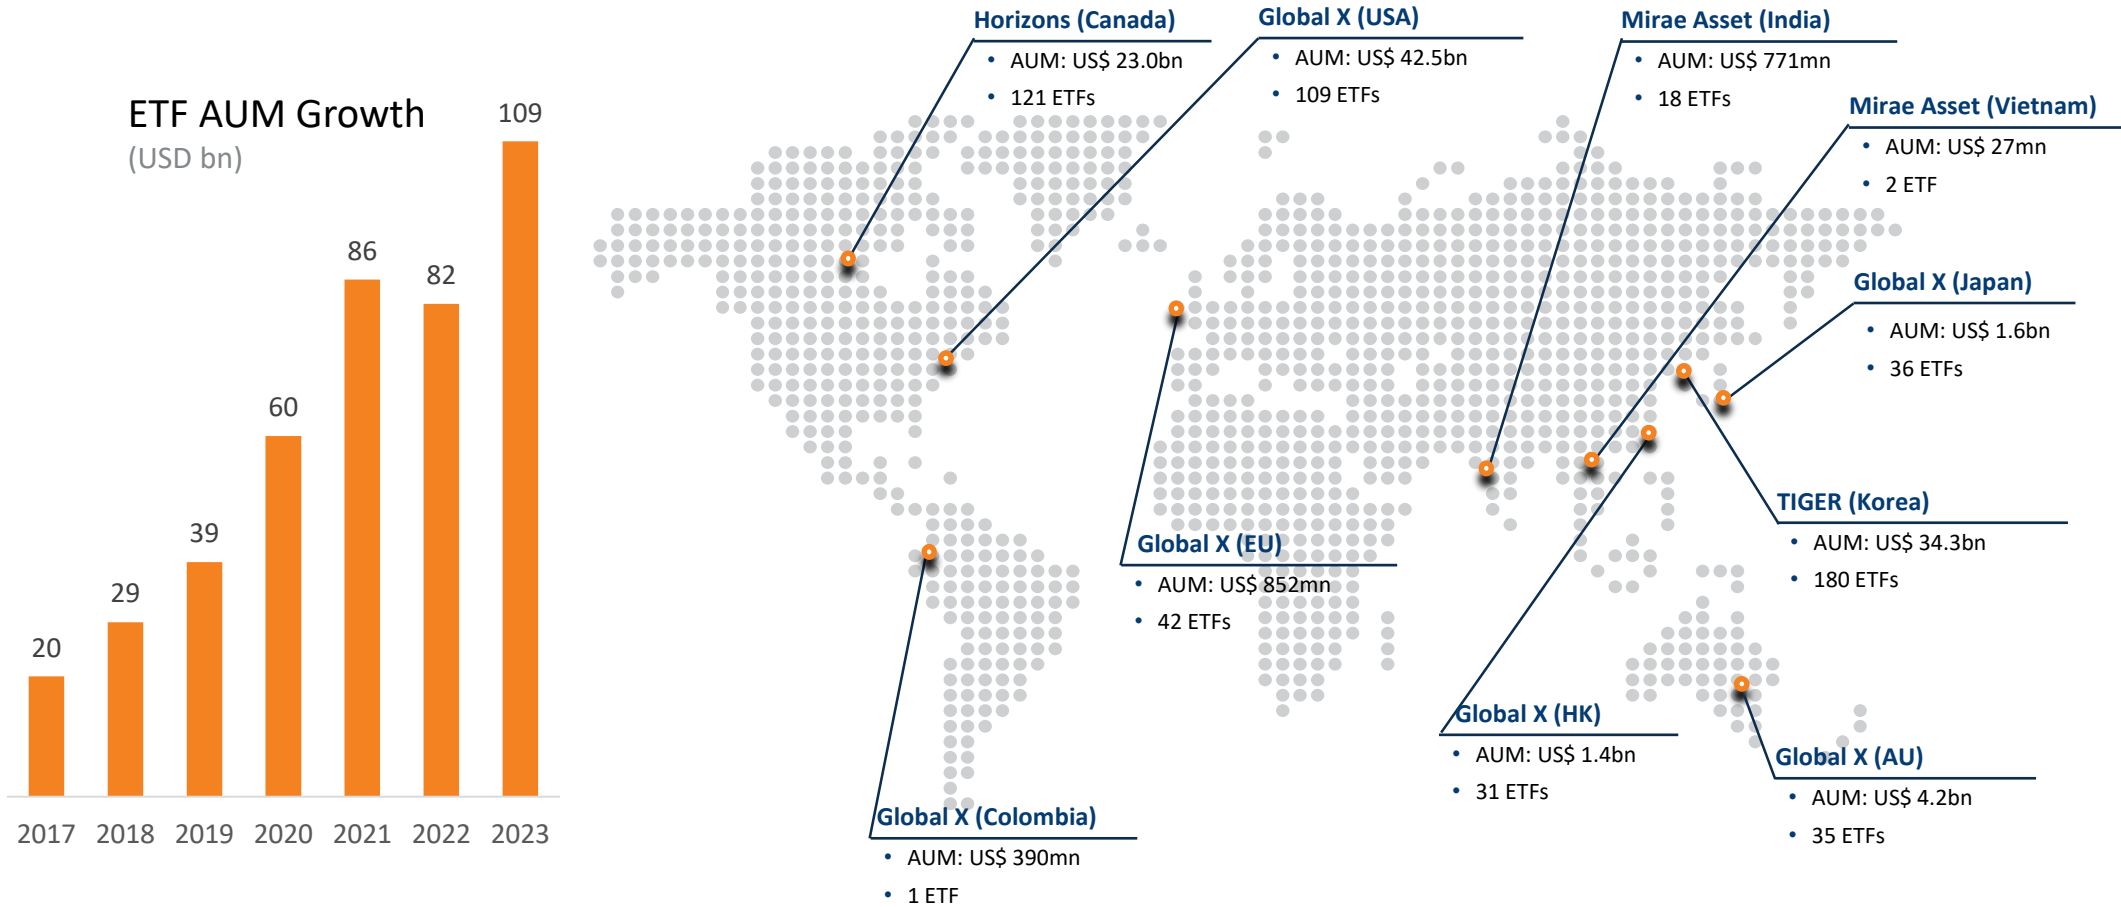 ETF AUM Growth
(USD bn)
20
29
39
60
86
82
109
2017
2018
2019
2020
2021
2022
2023
Horizons (Canada)
• AUM: US$ 23.0bn
• 121 ETFs
Global X (USA)
• AUM: US$ 42.5bn
• 109 ETFs
Mirae Asset (India)
• AUM: US$ 771mn
• 18 ETFs
Mirae Asset (Vietnam)
• AUM: US$ 27mn
• 2 ETF
Global X (Japan)
• AUM: US$ 1.6bn
• 36 ETFs
TIGER (Korea)
• AUM: US$ 34.3bn
• 180 ETFs
Global X (EU)
• AUM: US$ 852mn
• 42 ETFs
Global X (HK)
• AUM: US$ 1.4bn
• 31 ETFs
Global X (AU)
• AUM: US$ 4.2bn
• 35 ETFs
Global X (Colombia)
• AUM: US$ 390mn
• 1 ETF